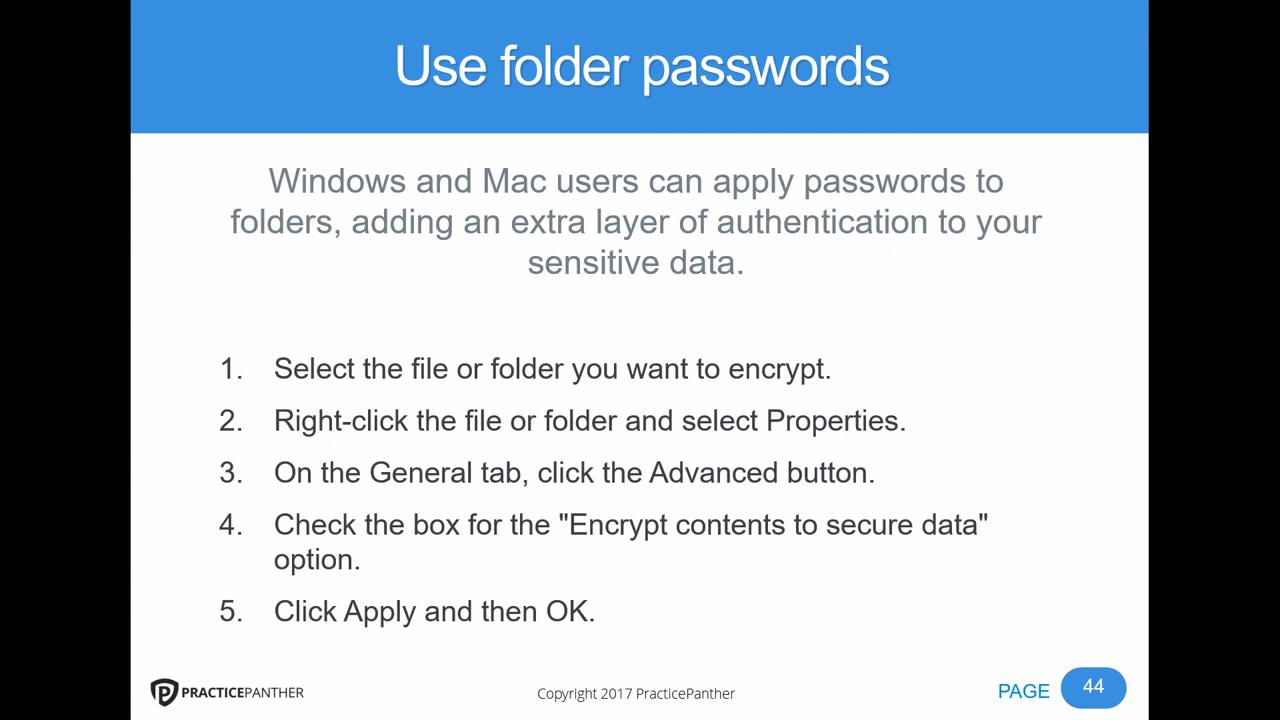 Use folder passwords
Windows and Mac users can apply passwords to
folders, adding an extra layer of authentication to your
sensitive data.
1. Select the file or folder you want to encrypt.
2. Right-click the file or folder and select Properties.
3. On the General tab, click the Advanced button.
4. Check the box for the "Encrypt contents to secure data"
option.
5. Click Apply and then OK.
PRACTICEPANTHER
Copyright 2017 PracticePanther
PAGE 44